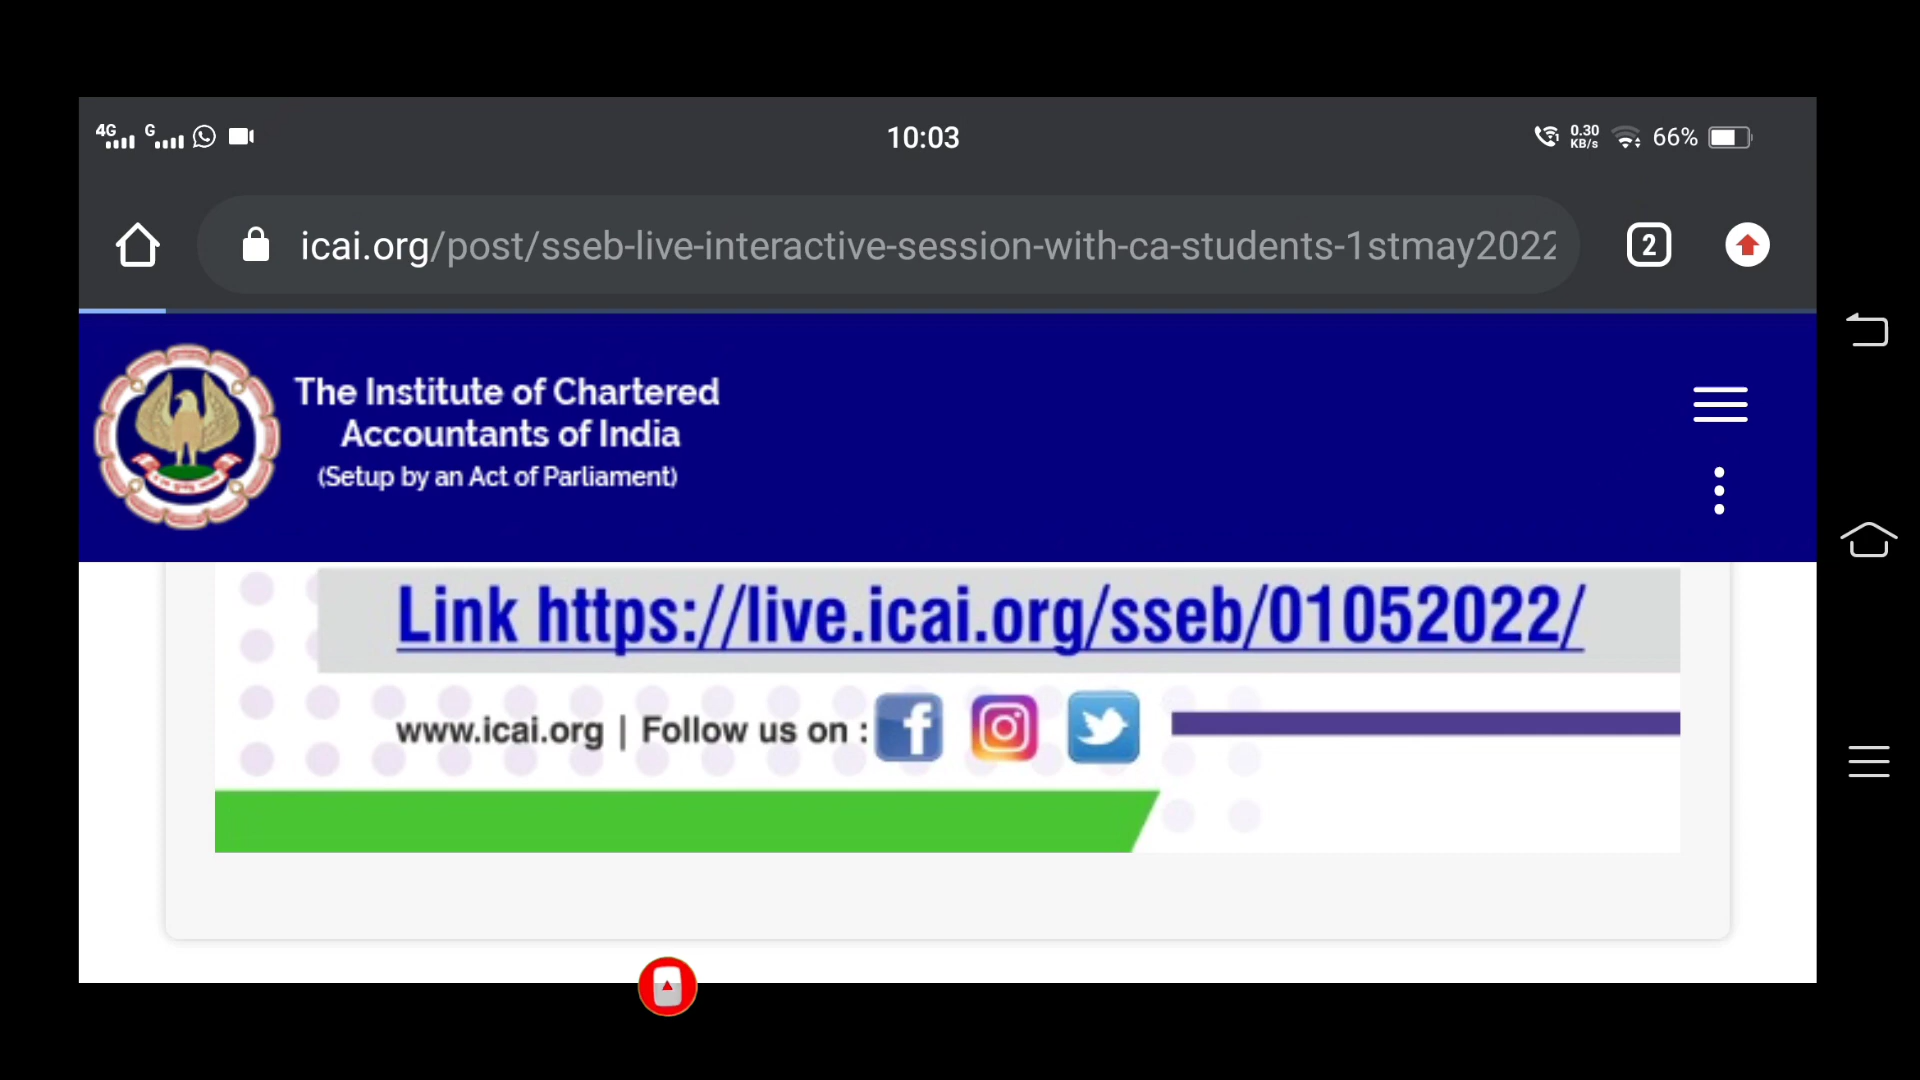 4G G 10:03 0.30 KB/s 66%
icai.org/post/sseb-live-interactive-session-with-ca-students-1stmay2022 2
The Institute of Chartered
Accountants of India
(Setup by an Act of Parliament)
Link https://live.icai.org/sseb/01052022/
www.icai.org | Follow us on :